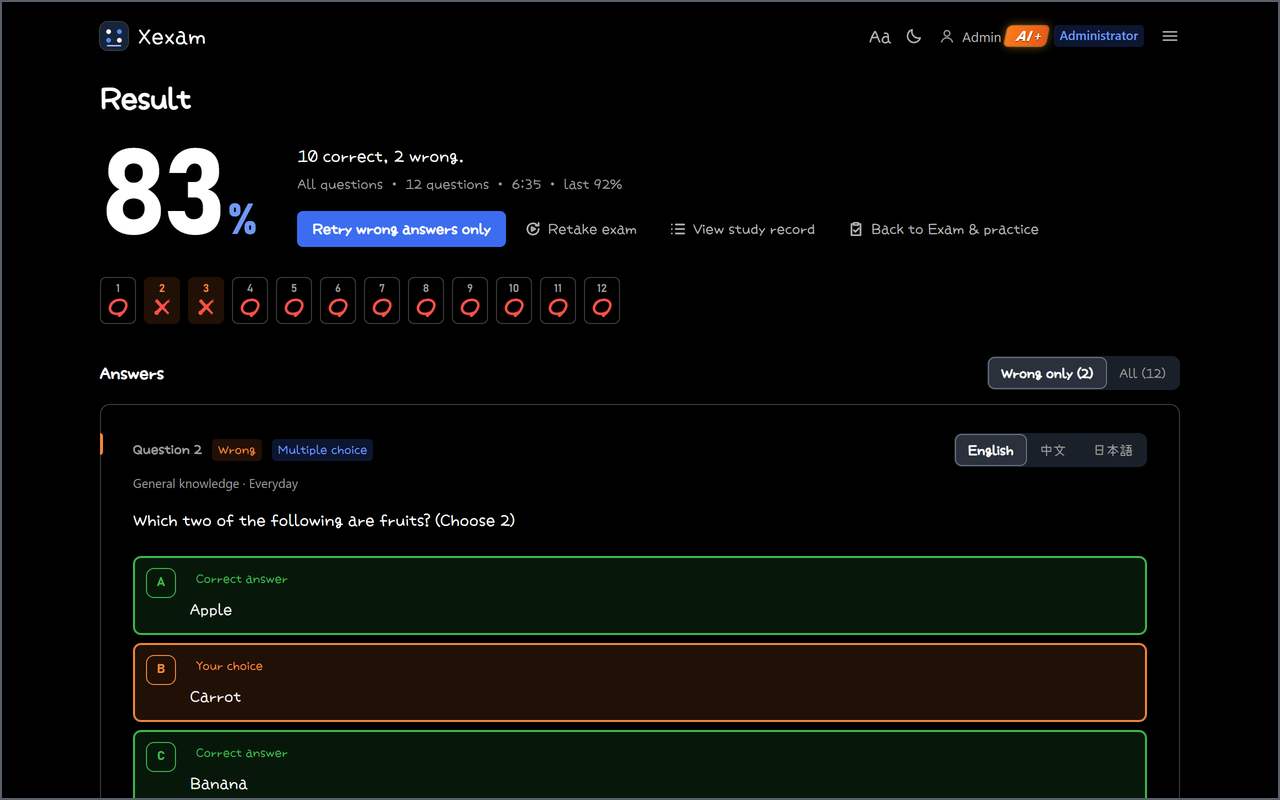 Xexam
Aa Admin AI+ Administrator
Result
83%
10 correct, 2 wrong.
All questions • 12 questions • 6:35 • last 92%
Retry wrong answers only Retake exam View study record Back to Exam & practice
1 2 3 4 5 6 7 8 9 10 11 12
Answers Wrong only (2) All (12)
Question 2 Wrong Multiple choice English 中文 日本語
General knowledge · Everyday
Which two of the following are fruits? (Choose 2)
A Correct answer
Apple
B Your choice
Carrot
C Correct answer
Banana